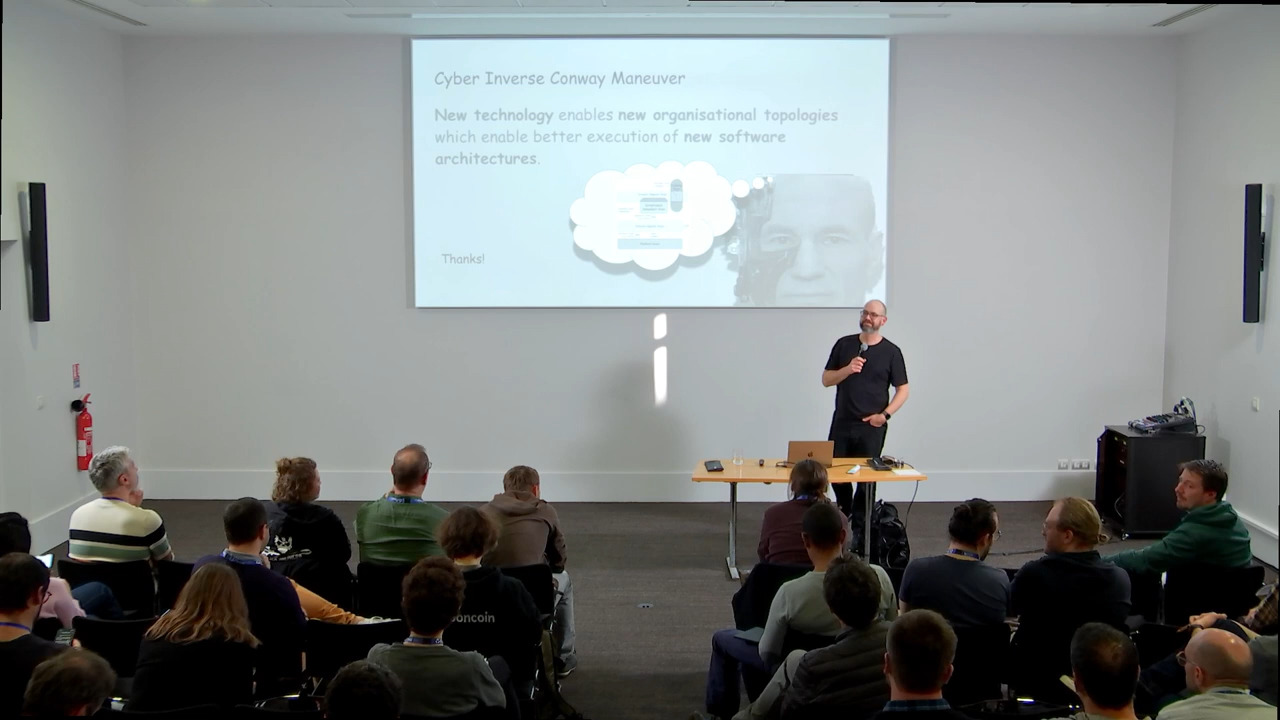 Cyber Inverse Conway Maneuver
New technology enables new organisational topologies
which enable better execution of new software
architectures.
Thanks!
oncoin